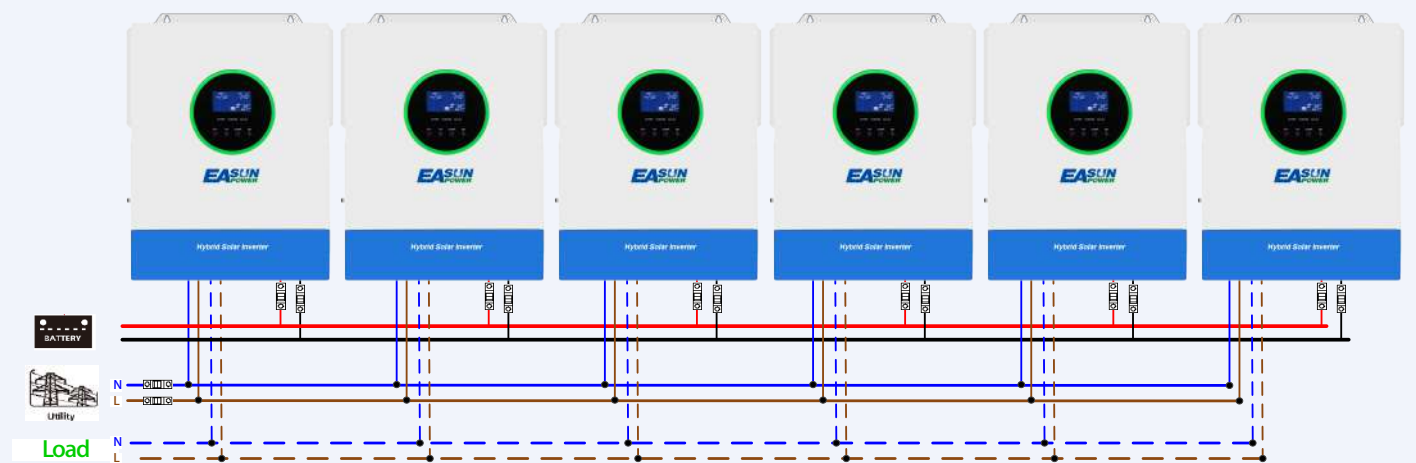 EASUN POWER
EASUN POWER
EASUN POWER
EASUN POWER
EASUN POWER
EASUN POWER
Hybrid Solar Inverter
Hybrid Solar Inverter
Hybrid Solar Inverter
Hybrid Solar Inverter
Hybrid Solar Inverter
Hybrid Solar Inverter
BATTERY
N
L
Utility
N
Load
L